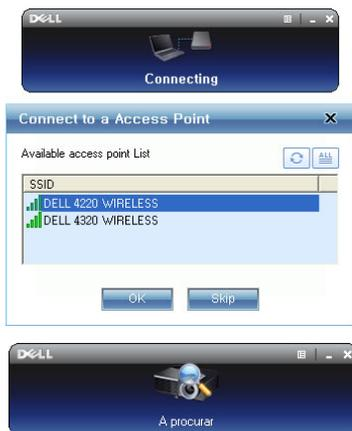 DELL
Connecting
Connect to a Access Point
Available access point List
ALL
SSID
DELL 4220 WIRELESS
DELL 4320 WIRELESS
OK
Skip
DELL
A procurar